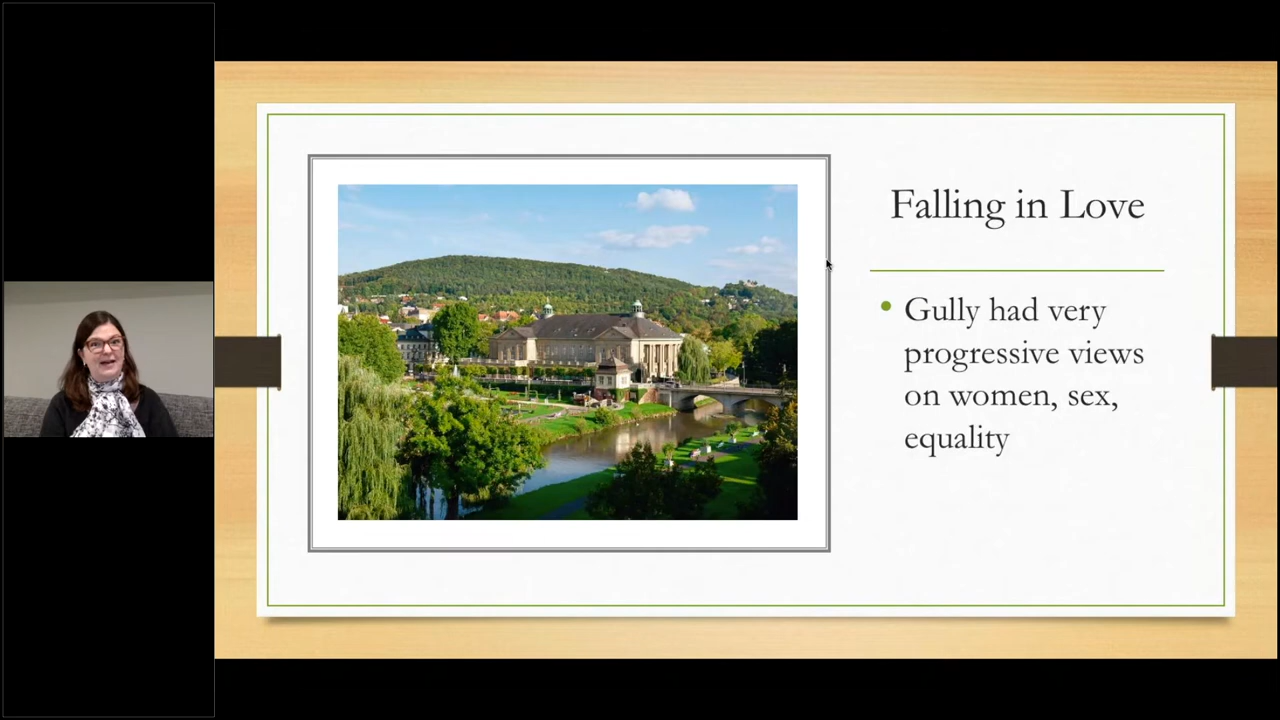 Falling in Love
• Gully had very
progressive views
on women, sex,
equality